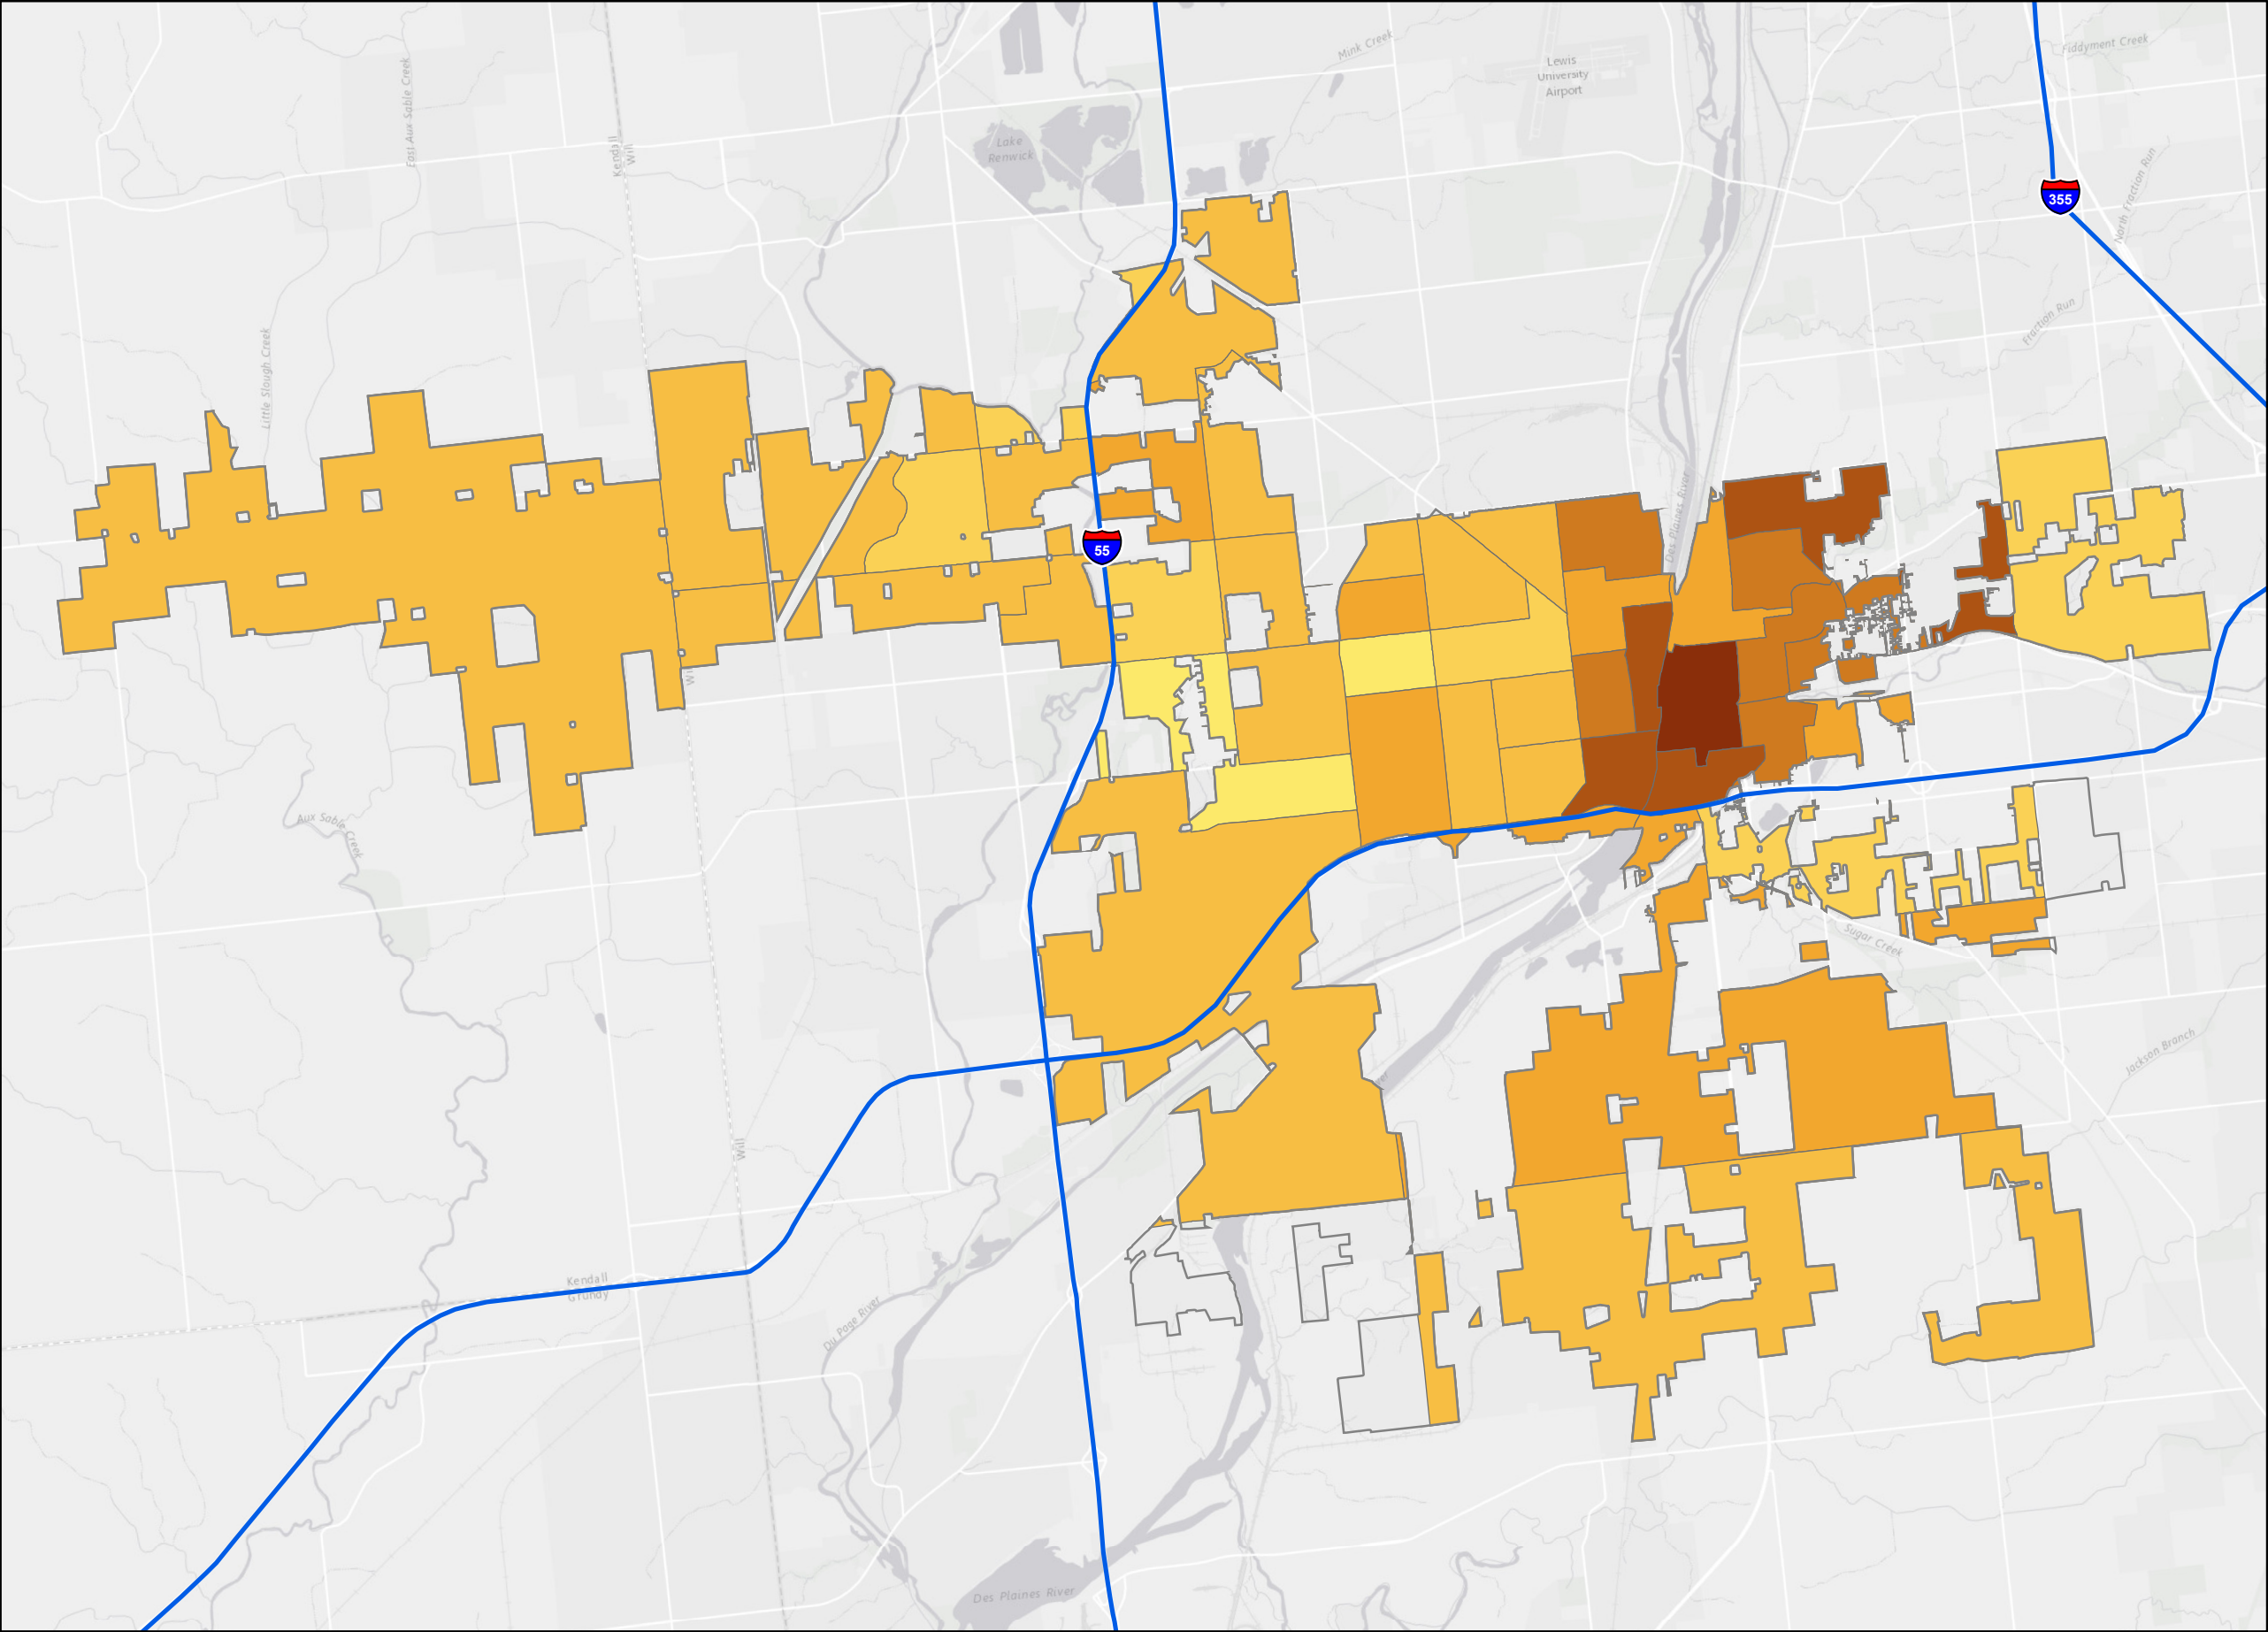 Mink Creek
Fiddyment Creek
Lewis
University
Airport
East Aux Sable Creek
Kendall
Will
Lake
Renwick
North Fraction Run
355
Fraction Run
Little Slough Creek
Des Plaines River
55
Aux Sable Creek
Sugar Creek
Jackson Branch
Will
Kendall
Grundy
Du Page River
Des Plaines River